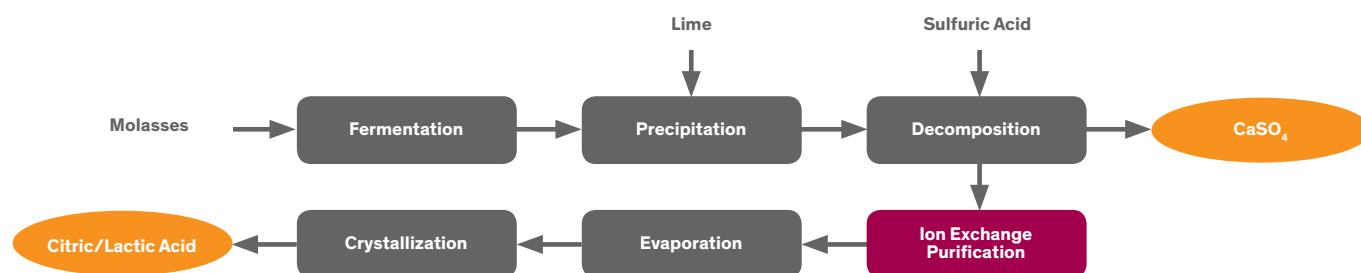 Lime
Sulfuric Acid
Molasses
Fermentation
Precipitation
Decomposition
CaSO₄
Citric/Lactic Acid
Crystallization
Evaporation
Ion Exchange
Purification